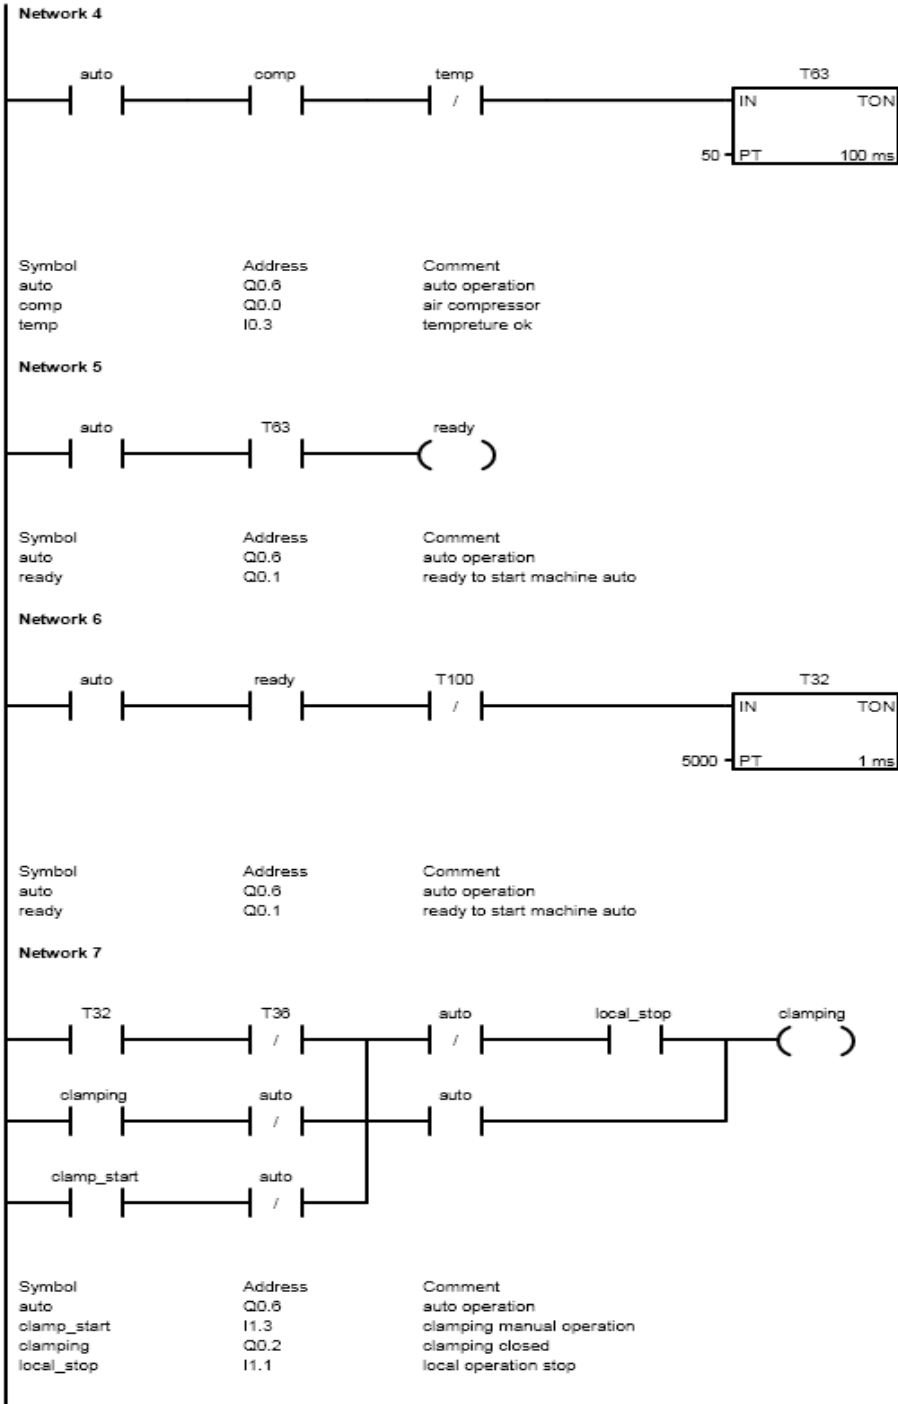 Network 4
auto comp temp T63
/ IN TON
50 PT 100 ms
Symbol Address Comment
auto Q0.6 auto operation
comp Q0.0 air compressor
temp I0.3 tempreture ok
Network 5
auto T63 ready
Symbol Address Comment
auto Q0.6 auto operation
ready Q0.1 ready to start machine auto
Network 6
auto ready T100 T32
/ IN TON
5000 PT 1 ms
Symbol Address Comment
auto Q0.6 auto operation
ready Q0.1 ready to start machine auto
Network 7
T32 T36 auto local_stop clamping
/ /
clamping auto auto
/
clamp_start auto
/
Symbol Address Comment
auto Q0.6 auto operation
clamp_start I1.3 clamping manual operation
clamping Q0.2 clamping closed
local_stop I1.1 local operation stop